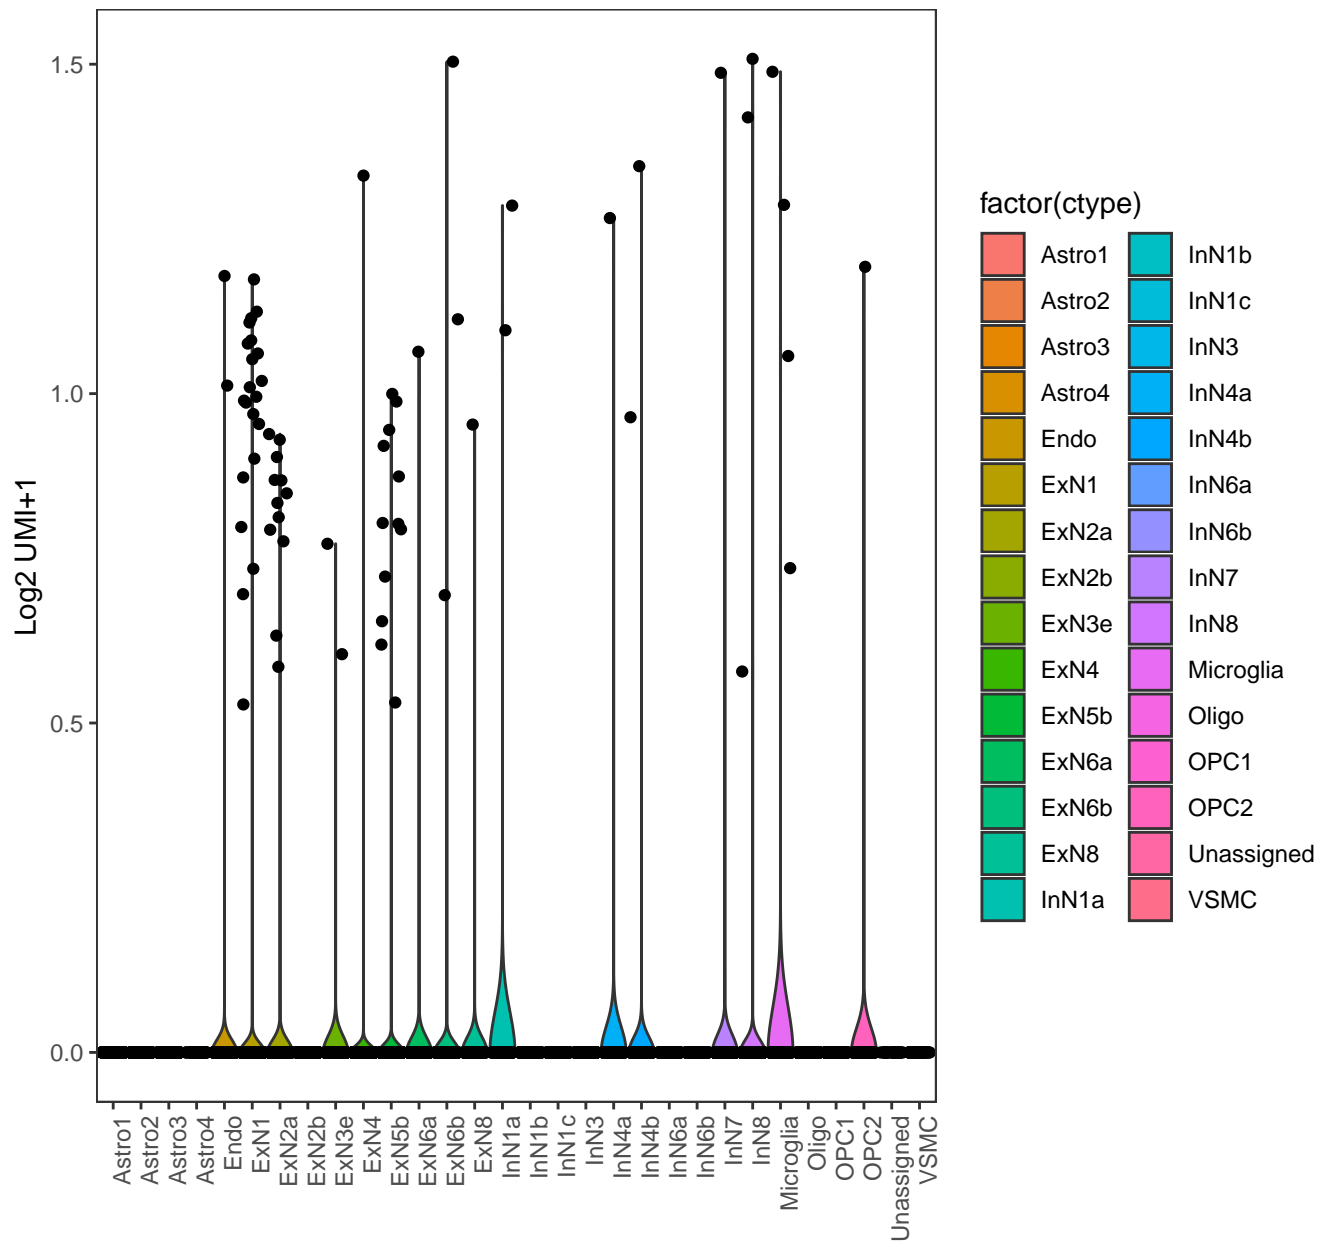 1.5
1.0
0.5
0.0
Log2 UMI+1
Astro1
Astro2
Astro3
Astro4
Endo
ExN1
ExN2a
ExN2b
ExN3e
ExN4
ExN5b
ExN6a
ExN6b
ExN8
InN1a
InN1b
InN1c
InN3
InN4a
InN4b
InN6a
InN6b
InN7
InN8
Microglia
Oligo
OPC1
OPC2
Unassigned
VSMC
factor(ctype)
Astro1
Astro2
Astro3
Astro4
Endo
ExN1
ExN2a
ExN2b
ExN3e
ExN4
ExN5b
ExN6a
ExN6b
ExN8
InN1a
InN1b
InN1c
InN3
InN4a
InN4b
InN6a
InN6b
InN7
InN8
Microglia
Oligo
OPC1
OPC2
Unassigned
VSMC